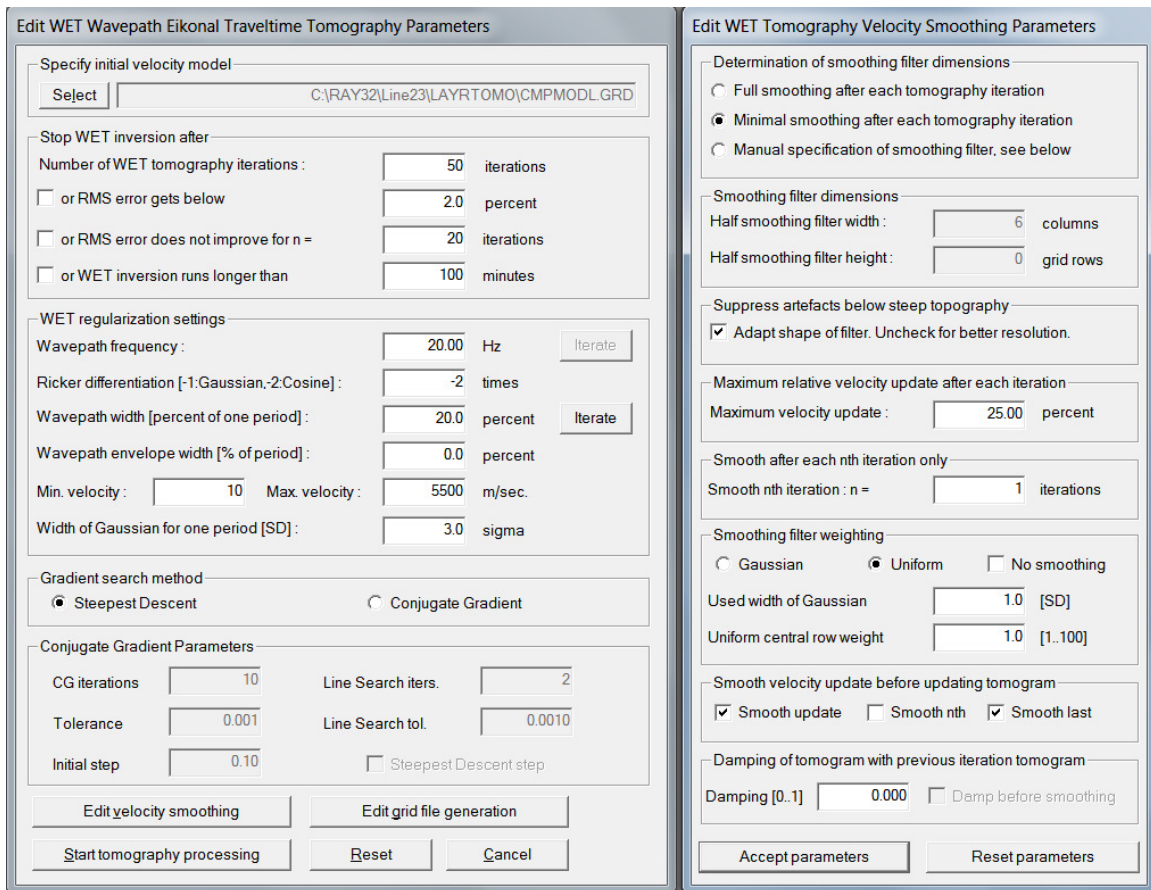 Edit WET Wavepath Eikonal Traveltime Tomography Parameters
Specify initial velocity model
Select C:\RAY32\Line23\LAYRTOMO\CMPMODL.GRD
Stop WET inversion after
Number of WET tomography iterations : 50 iterations
or RMS error gets below 2.0 percent
or RMS error does not improve for n = 20 iterations
or WET inversion runs longer than 100 minutes
WET regularization settings
Wavepath frequency : 20.00 Hz Iterate
Ricker differentiation [-1:Gaussian,-2:Cosine] : -2 times
Wavepath width [percent of one period] : 20.0 percent Iterate
Wavepath envelope width [% of period] : 0.0 percent
Min. velocity : 10 Max. velocity : 5500 m/sec.
Width of Gaussian for one period [SD] : 3.0 sigma
Gradient search method
Steepest Descent Conjugate Gradient
Conjugate Gradient Parameters
CG iterations 10 Line Search iters. 2
Tolerance 0.001 Line Search tol. 0.0010
Initial step 0.10 Steepest Descent step
Edit velocity smoothing Edit grid file generation
Start tomography processing Reset Cancel
Edit WET Tomography Velocity Smoothing Parameters
Determination of smoothing filter dimensions
Full smoothing after each tomography iteration
Minimal smoothing after each tomography iteration
Manual specification of smoothing filter, see below
Smoothing filter dimensions
Half smoothing filter width : 6 columns
Half smoothing filter height : 0 grid rows
Suppress artefacts below steep topography
Adapt shape of filter. Uncheck for better resolution.
Maximum relative velocity update after each iteration
Maximum velocity update : 25.00 percent
Smooth after each nth iteration only
Smooth nth iteration : n = 1 iterations
Smoothing filter weighting
Gaussian Uniform No smoothing
Used width of Gaussian 1.0 [SD]
Uniform central row weight 1.0 [1..100]
Smooth velocity update before updating tomogram
Smooth update Smooth nth Smooth last
Damping of tomogram with previous iteration tomogram
Damping [0..1] 0.000 Damp before smoothing
Accept parameters Reset parameters